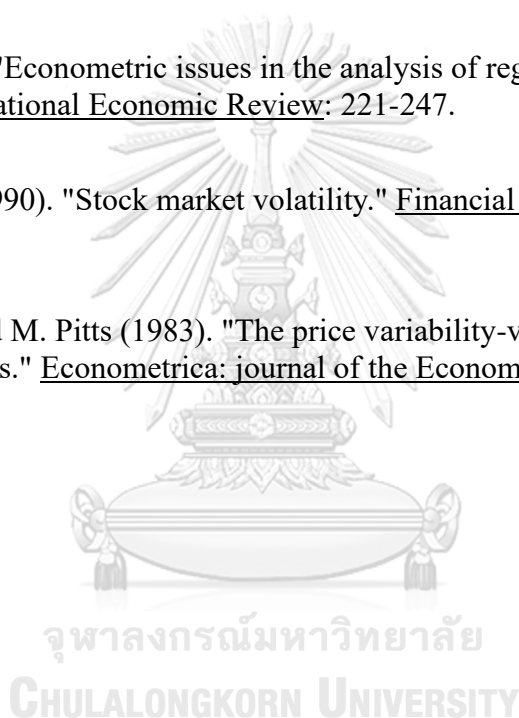 "Econometric issues in the analysis of reg
ational Economic Review: 221-247.
990). "Stock market volatility." Financial
M. Pitts (1983). "The price variability-v
s." Econometrica: journal of the Econom
จุฬาลงกรณ์มหาวิทยาลัย
CHULALONGKORN UNIVERSITY